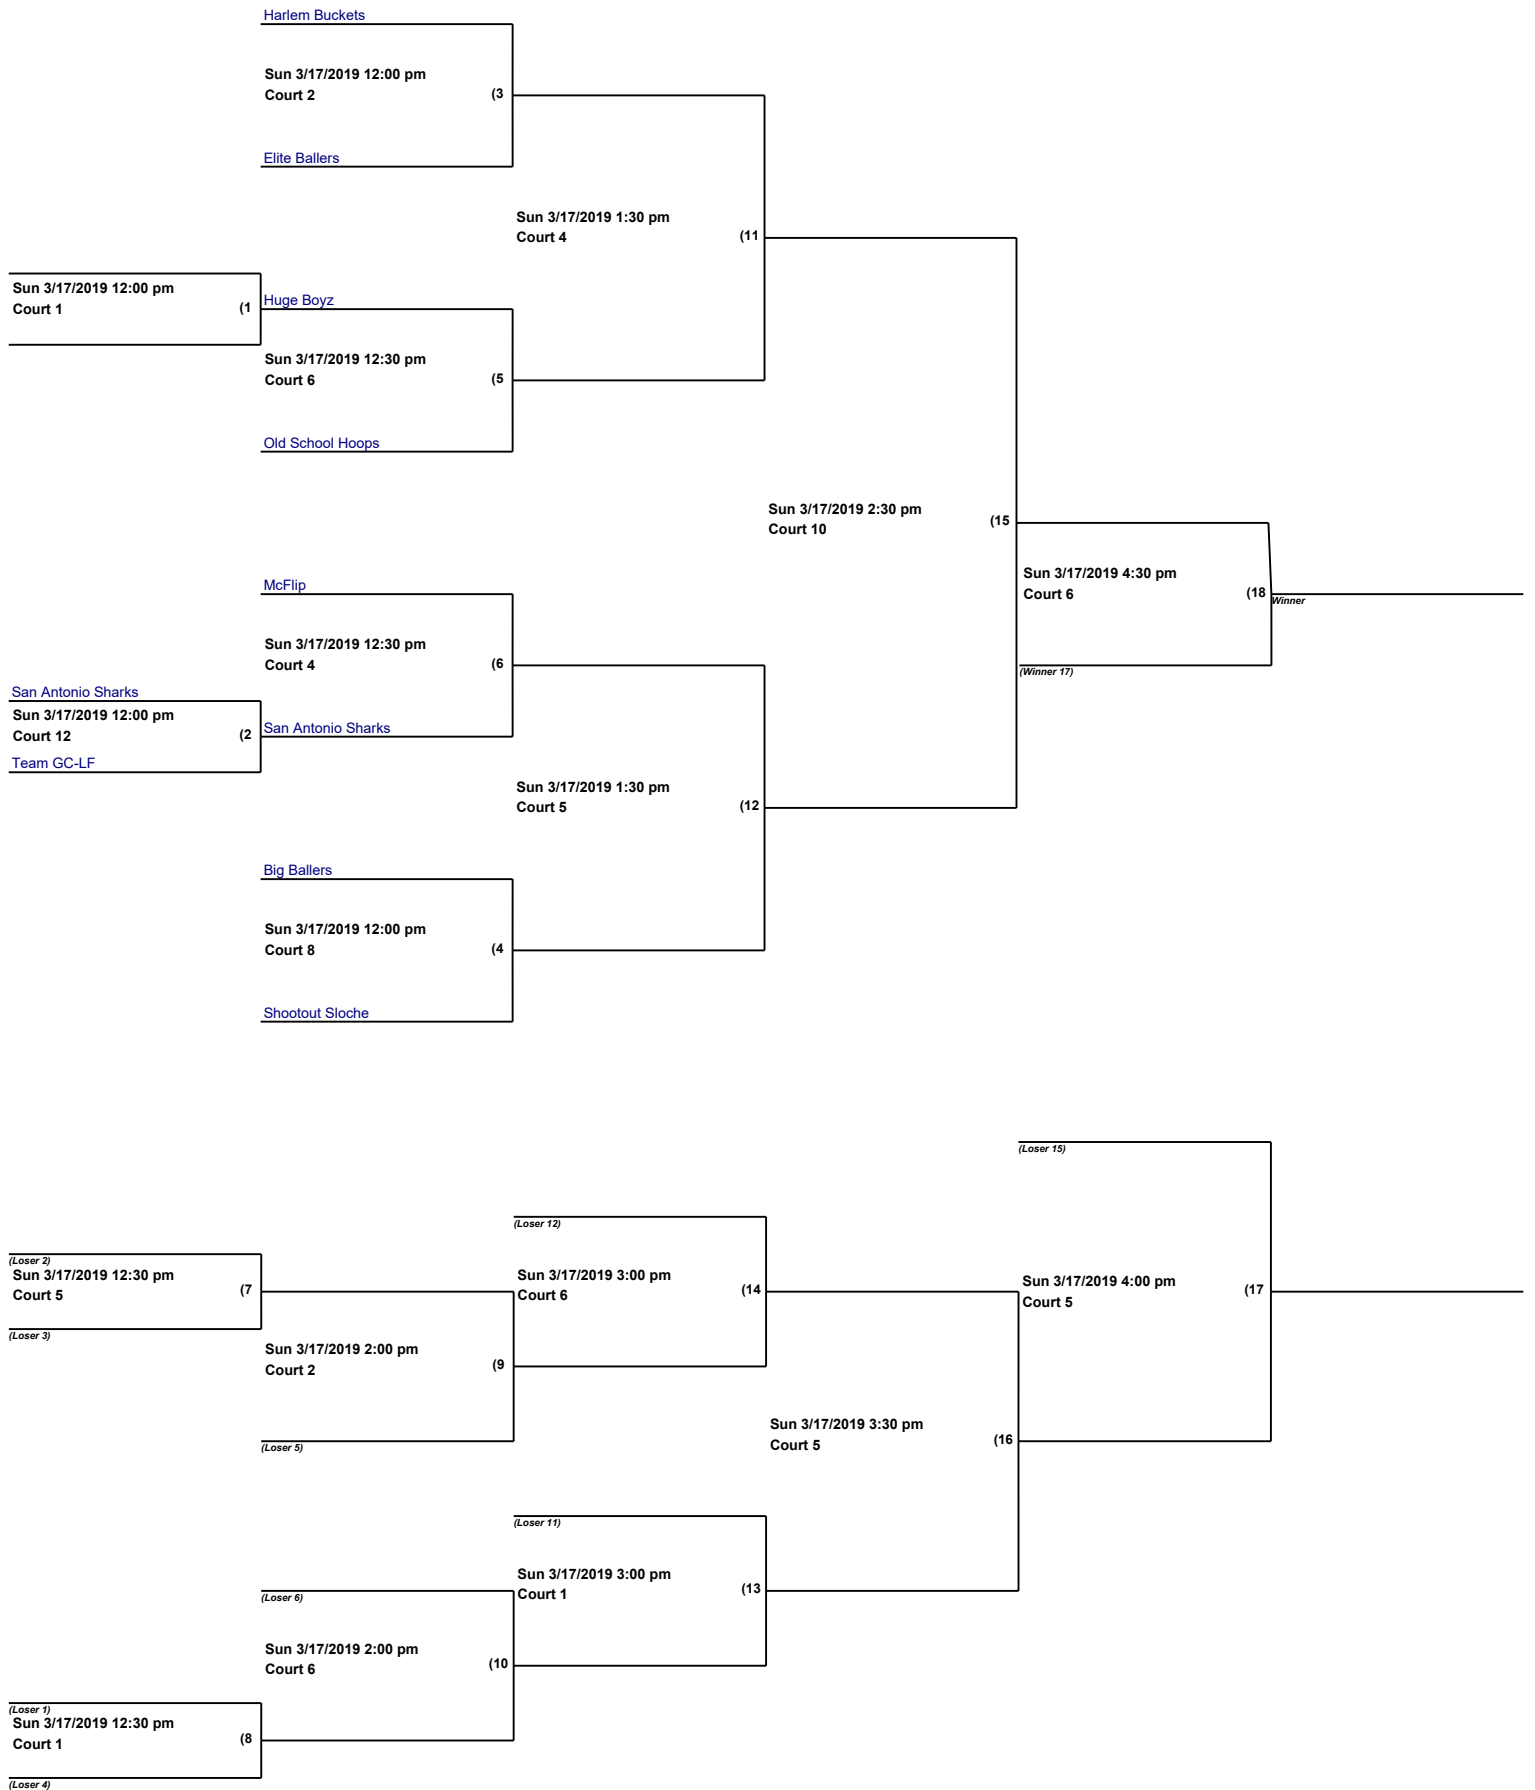 Harlem Buckets
Sun 3/17/2019 12:00 pm
Court 2
(3
Elite Ballers
Sun 3/17/2019 1:30 pm
Court 4
(11
Sun 3/17/2019 12:00 pm
Court 1
(1
Huge Boyz
Sun 3/17/2019 12:30 pm
Court 6
(5
Old School Hoops
Sun 3/17/2019 2:30 pm
Court 10
(15
McFlip
Sun 3/17/2019 4:30 pm
Court 6
(18
Winner
Sun 3/17/2019 12:30 pm
Court 4
(6
(Winner 17)
San Antonio Sharks
Sun 3/17/2019 12:00 pm
Court 12
(2
San Antonio Sharks
Team GC-LF
Sun 3/17/2019 1:30 pm
Court 5
(12
Big Ballers
Sun 3/17/2019 12:00 pm
Court 8
(4
Shootout Sloche
(Loser 15)
(Loser 12)
(Loser 2)
Sun 3/17/2019 12:30 pm
Court 5
(7
Sun 3/17/2019 3:00 pm
Court 6
(14
Sun 3/17/2019 4:00 pm
Court 5
(17
(Loser 3)
Sun 3/17/2019 2:00 pm
Court 2
(9
Sun 3/17/2019 3:30 pm
Court 5
(16
(Loser 5)
(Loser 11)
Sun 3/17/2019 3:00 pm
Court 1
(13
(Loser 6)
Sun 3/17/2019 2:00 pm
Court 6
(10
(Loser 1)
Sun 3/17/2019 12:30 pm
Court 1
(8
(Loser 4)